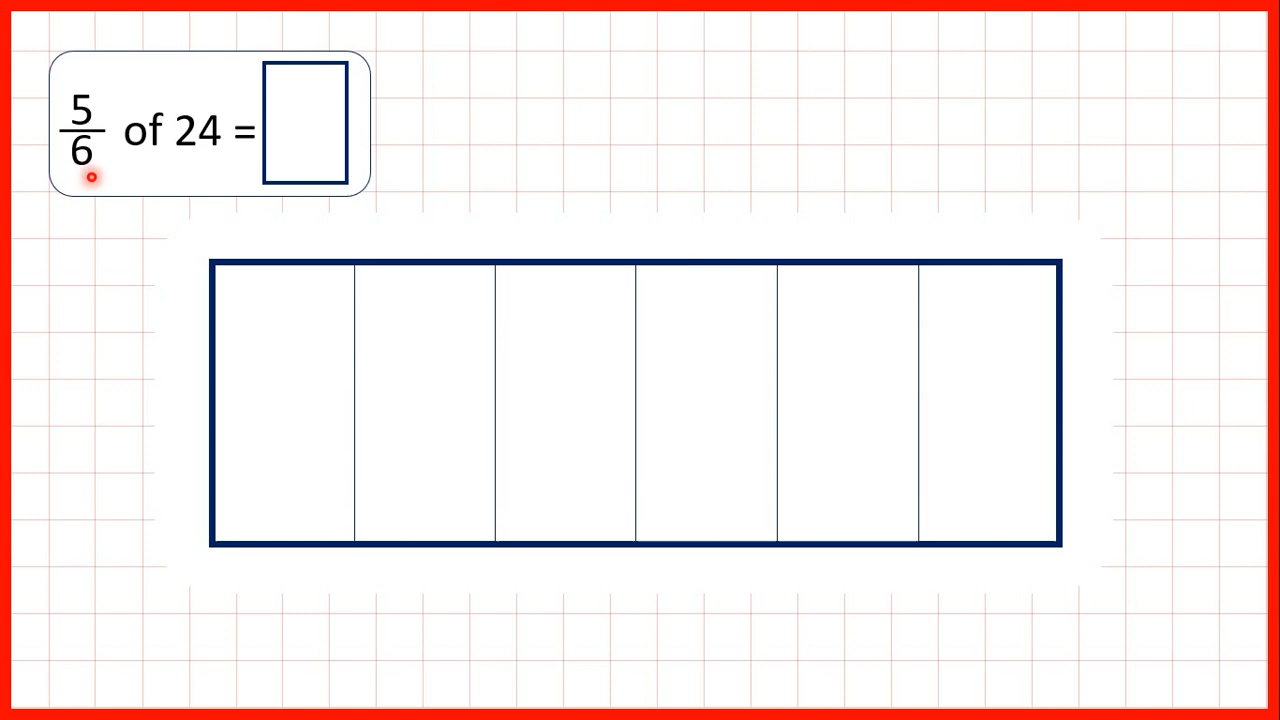 5/6 of 24 =